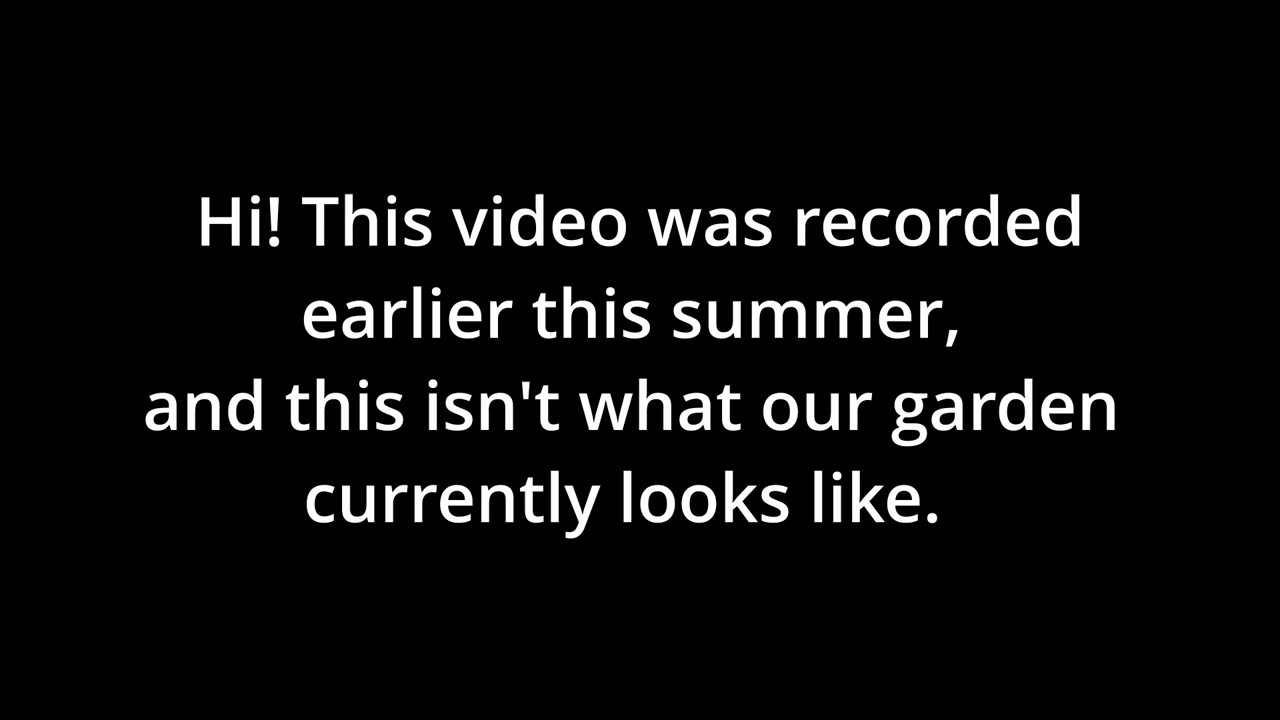 Hi! This video was recorded
earlier this summer,
and this isn't what our garden
currently looks like.